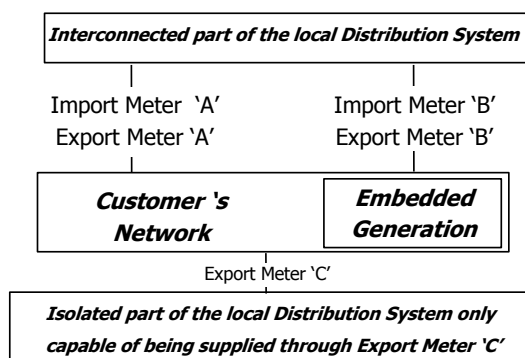 Interconnected part of the local Distribution System
Import Meter ‘A’
Export Meter ‘A’
Import Meter ‘B’
Export Meter ‘B’
Customer ‘s
Network
Embedded
Generation
Export Meter ‘C’
Isolated part of the local Distribution System only
capable of being supplied through Export Meter ‘C’